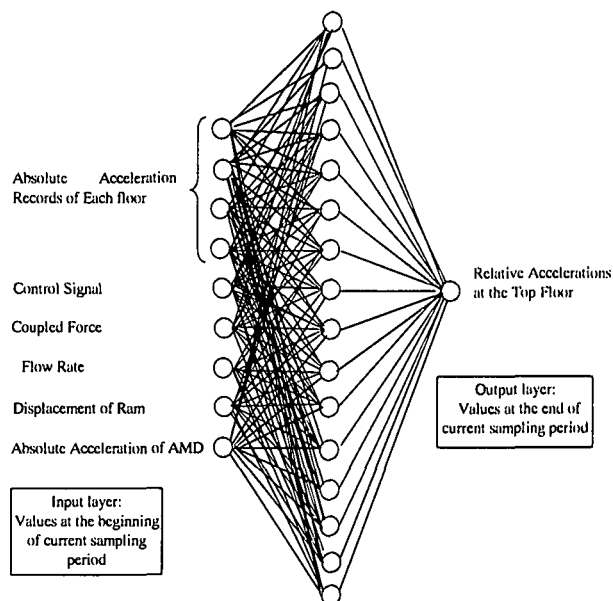 Absolute Acceleration
Records of Each floor
Control Signal
Coupled Force
Flow Rate
Displacement of Ram
Absolute Acceleration of AMD
Input layer:
Values at the beginning
of current sampling
period
Relative Accelerations
at the Top Floor
Output layer:
Values at the end of
current sampling period